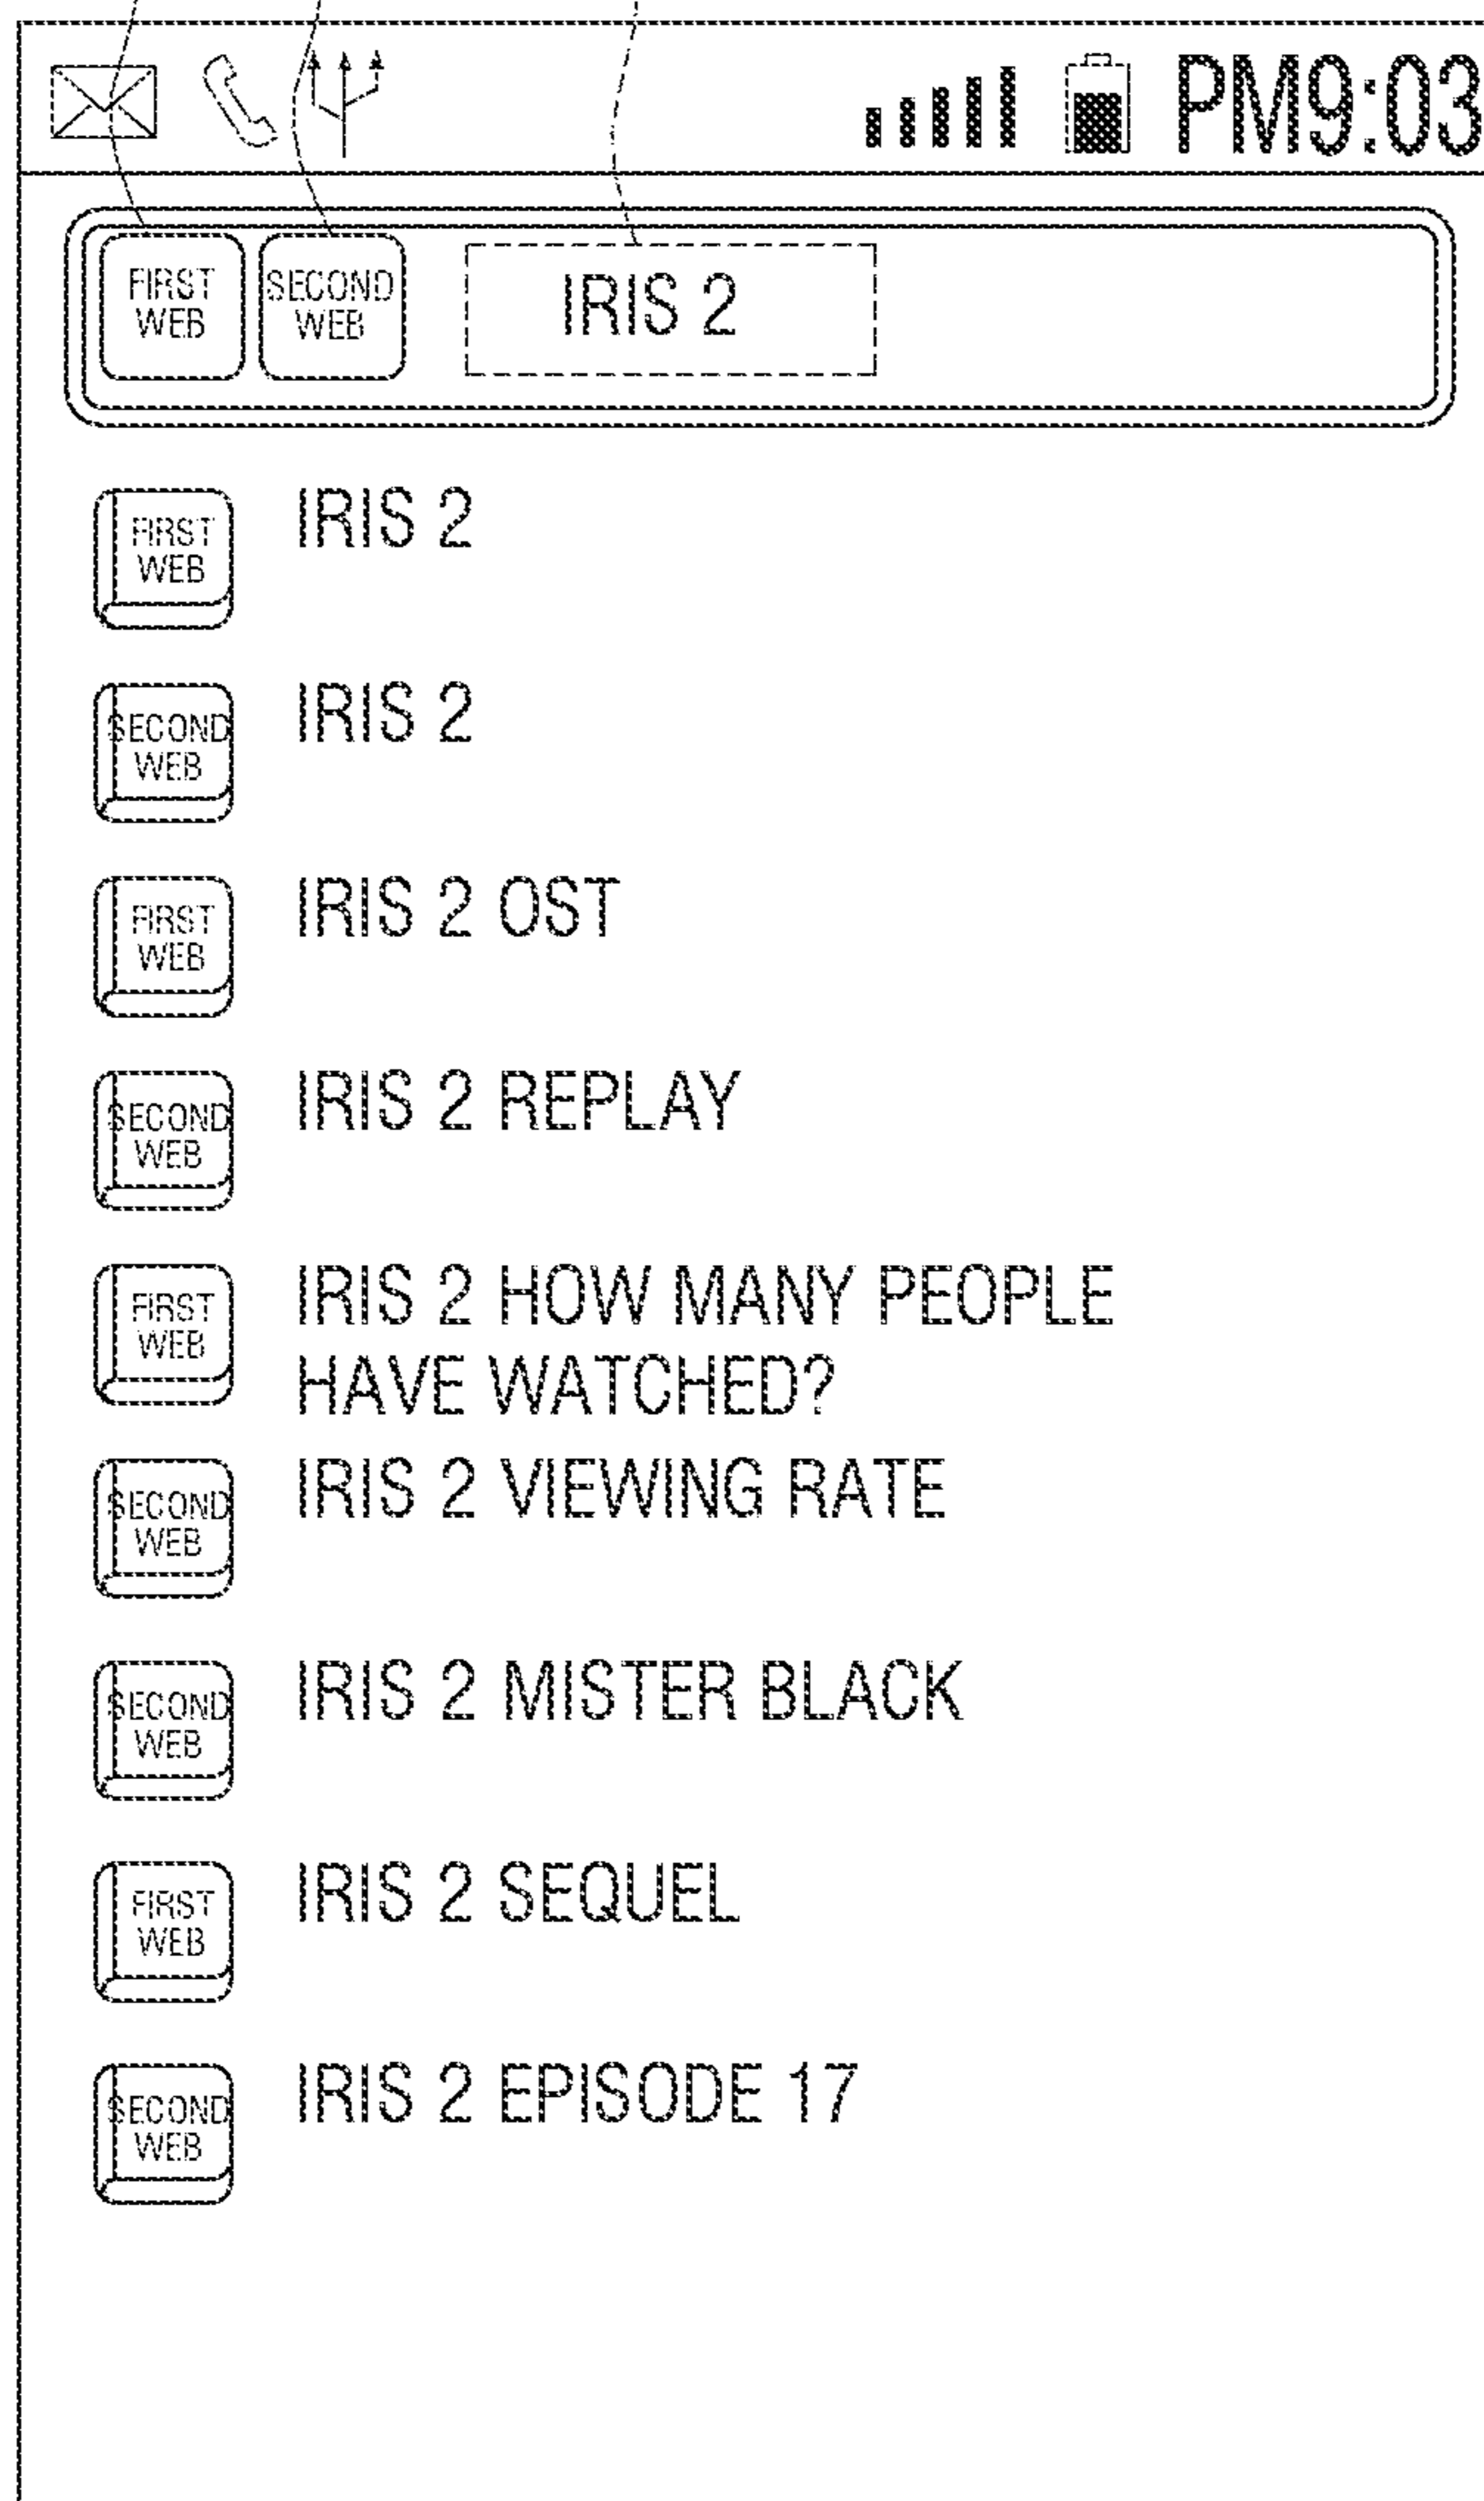 PM9:03
FIRST
WEB
SECOND
WEB
IRIS 2
FIRST
WEB
IRIS 2
SECOND
WEB
IRIS 2
FIRST
WEB
IRIS 2 OST
SECOND
WEB
IRIS 2 REPLAY
FIRST
WEB
IRIS 2 HOW MANY PEOPLE
HAVE WATCHED?
SECOND
WEB
IRIS 2 VIEWING RATE
SECOND
WEB
IRIS 2 MISTER BLACK
FIRST
WEB
IRIS 2 SEQUEL
SECOND
WEB
IRIS 2 EPISODE 17